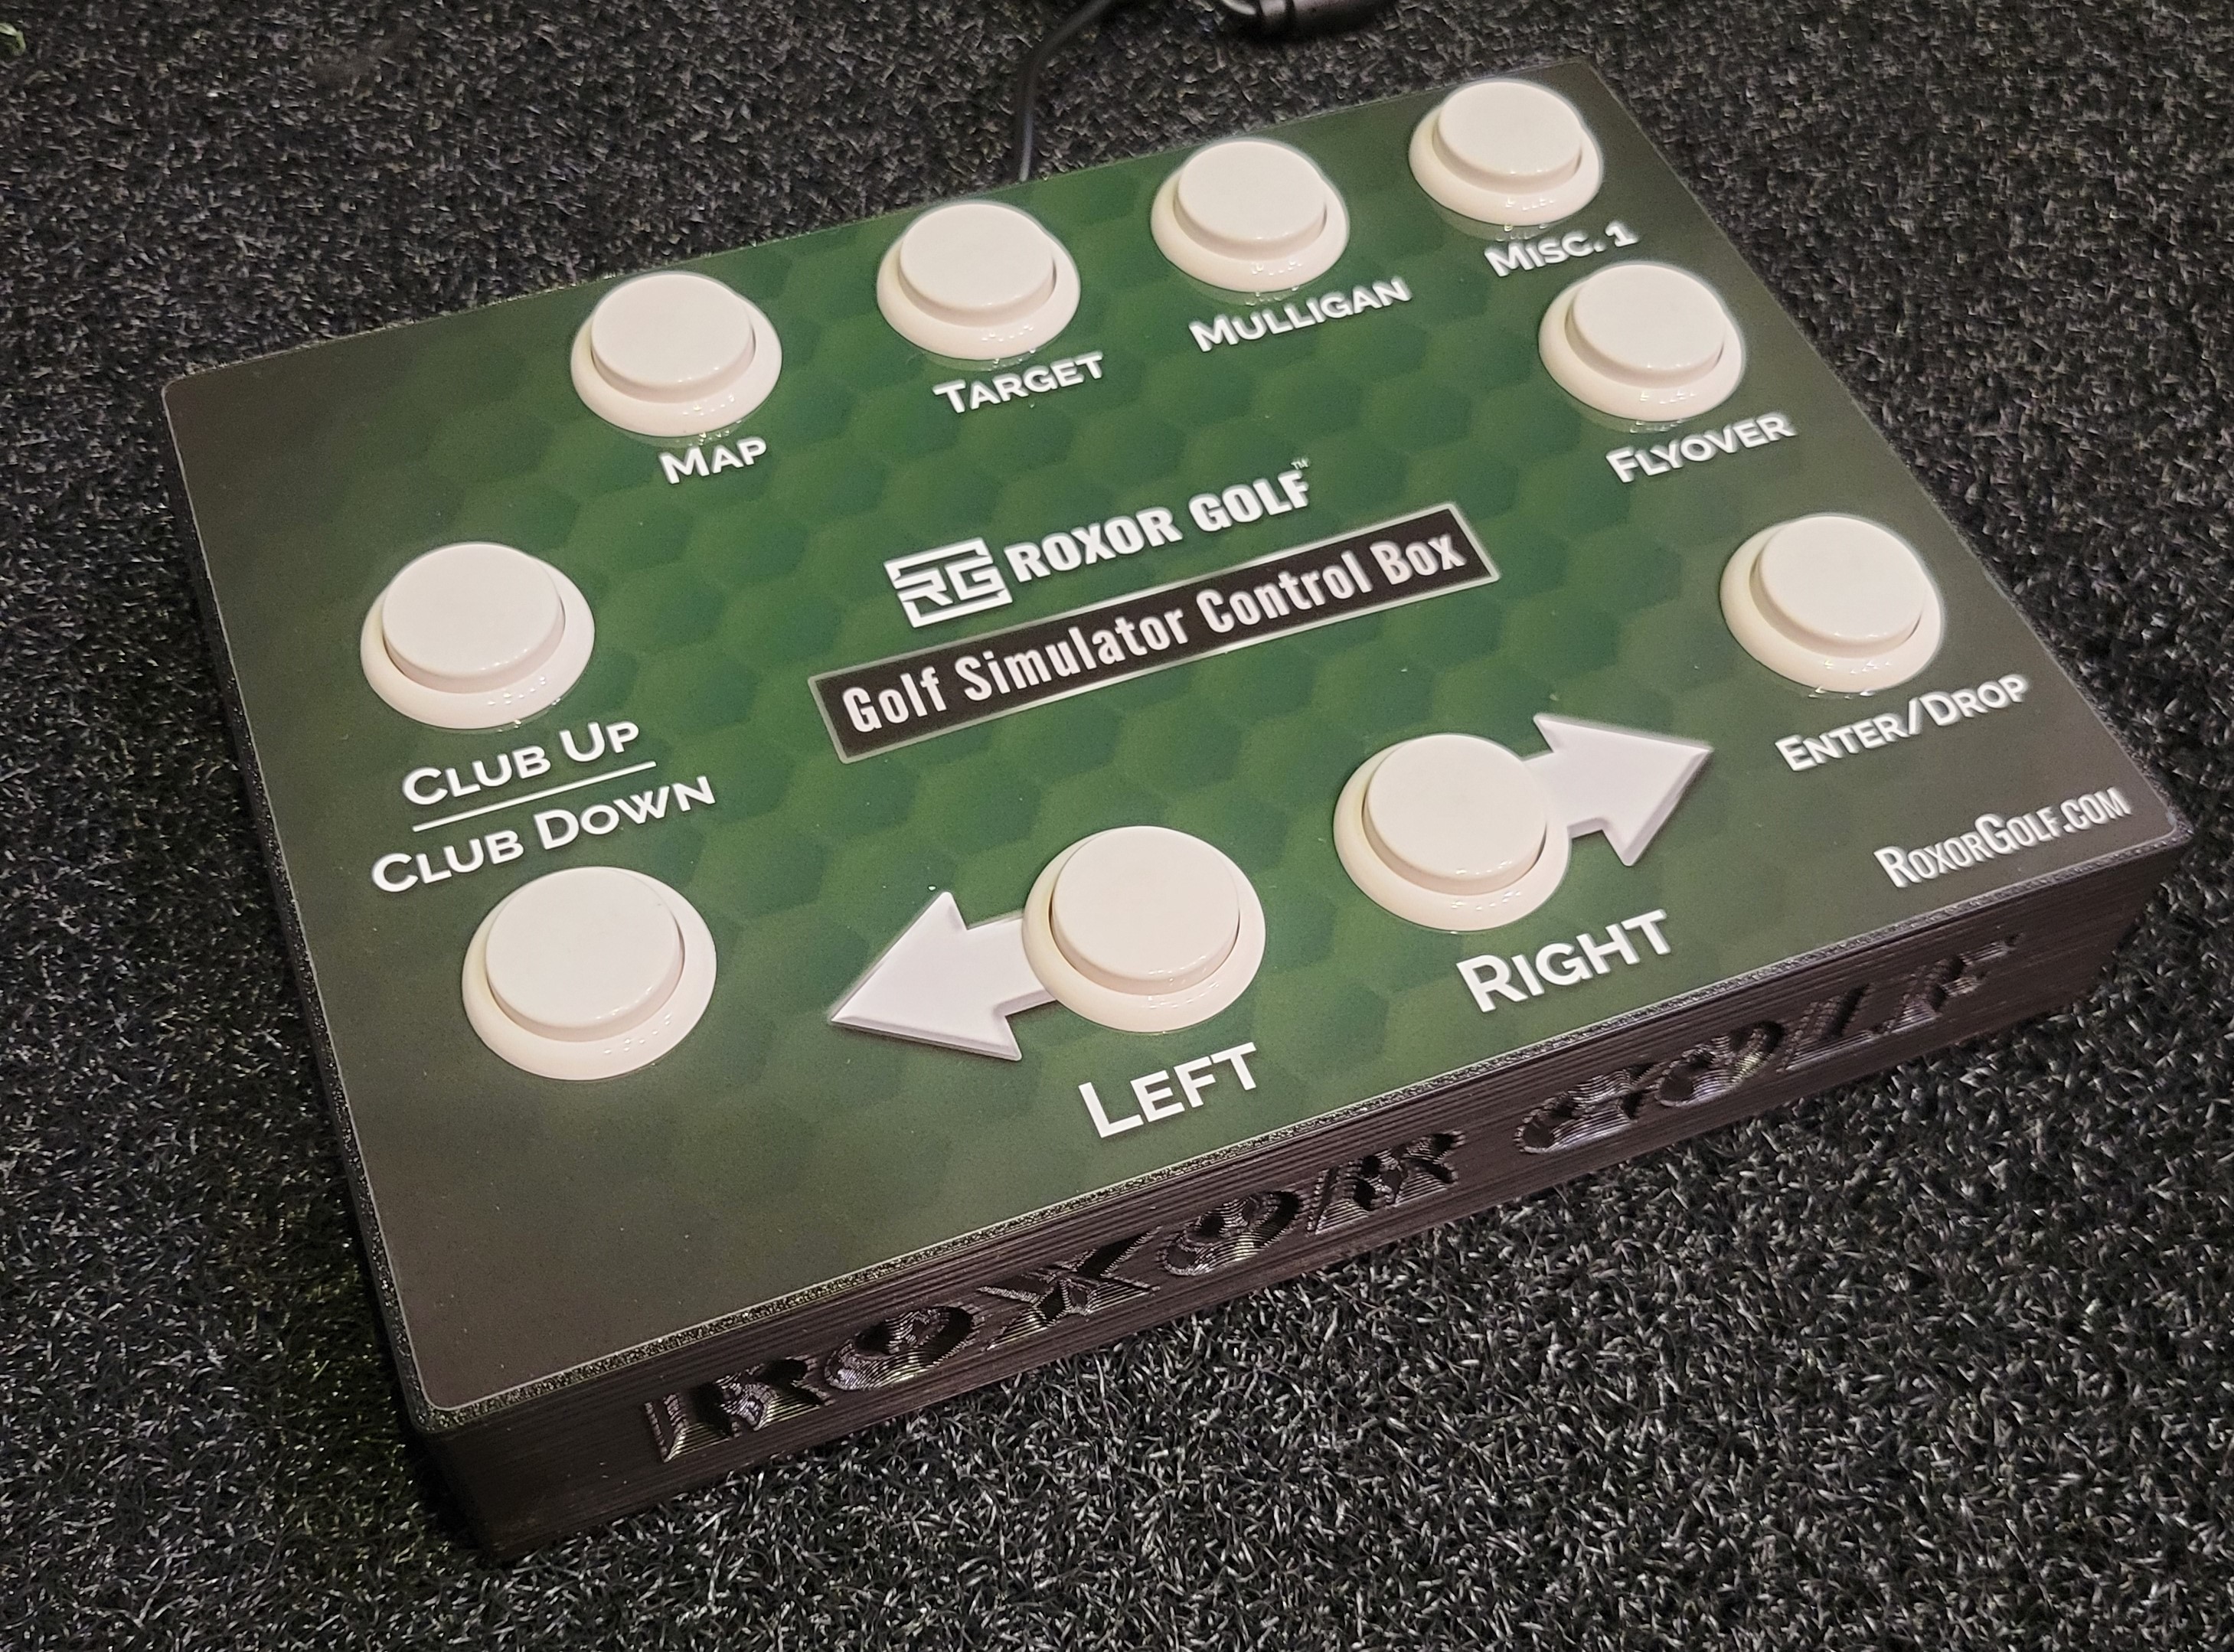 Misc. 1
Mulligan
Target
Map
Flyover
RG ROXOR GOLF™
Golf Simulator Control Box
Club Up
Club Down
Enter/Drop
Left
Right
RoxorGolf.com
ROXOR GOLF